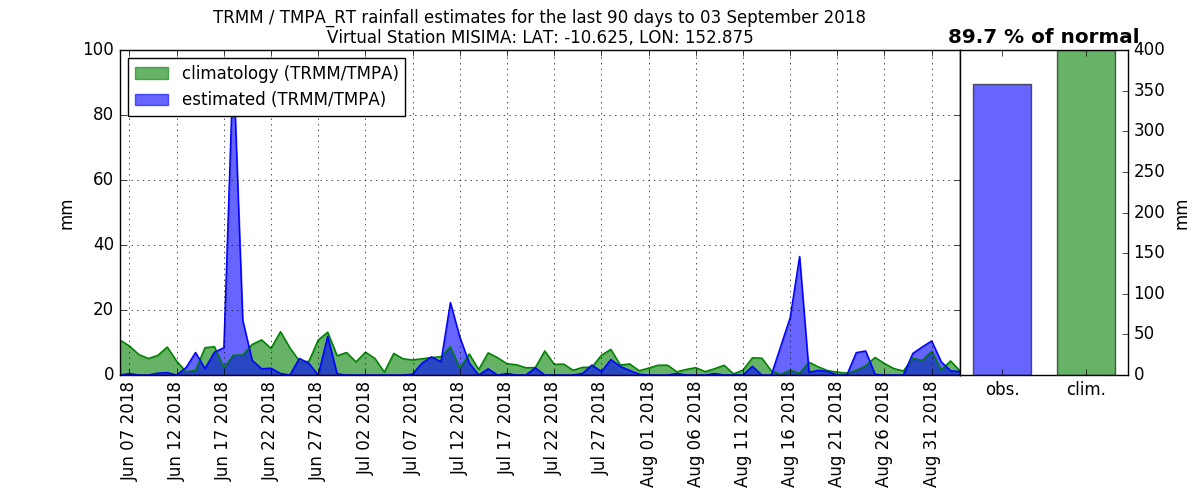 TRMM / TMPA_RT rainfall estimates for the last 90 days to 03 September 2018
Virtual Station MISIMA: LAT: -10.625, LON: 152.875
89.7 % of normal
climatology (TRMM/TMPA)
estimated (TRMM/TMPA)
100
80
60
40
20
0
mm
400
350
300
250
200
150
100
50
0
mm
obs.
clim.
Jun 07 2018
Jun 12 2018
Jun 17 2018
Jun 22 2018
Jun 27 2018
Jul 02 2018
Jul 07 2018
Jul 12 2018
Jul 17 2018
Jul 22 2018
Jul 27 2018
Aug 01 2018
Aug 06 2018
Aug 11 2018
Aug 16 2018
Aug 21 2018
Aug 26 2018
Aug 31 2018